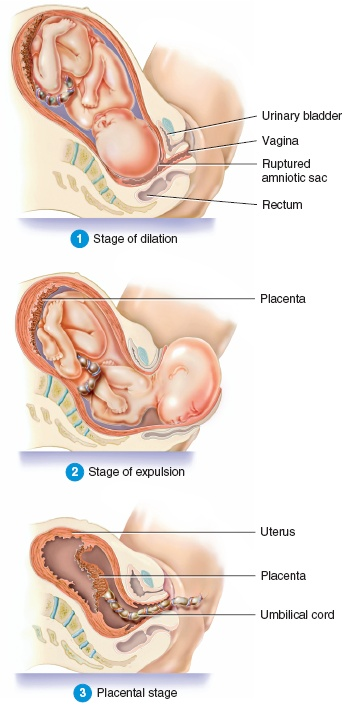 Urinary bladder
Vagina
Ruptured
amniotic sac
Rectum
1 Stage of dilation
Placenta
2 Stage of expulsion
Uterus
Placenta
Umbilical cord
3 Placental stage